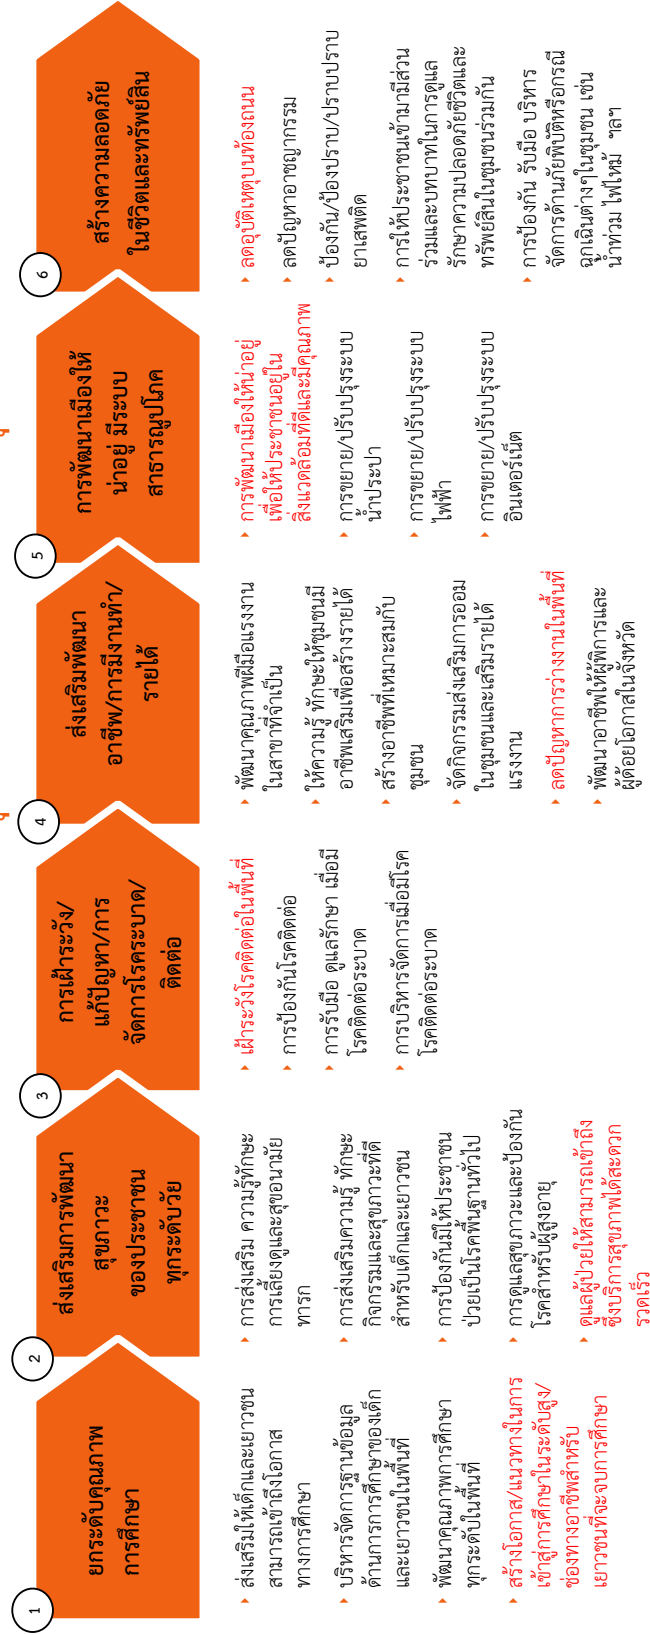 1
ยกระดับคุณภาพ
การศึกษา
ส่งเสริมให้เด็กและเยาวชน
สามารถเข้าถึงโอกาส
ทางการศึกษา
บริหารจัดการฐานข้อมูล
ด้านการการศึกษาของเด็ก
และเยาวชนในพื้นที่
พัฒนาคุณภาพการศึกษา
ทุกระดับในพื้นที่
สร้างโอกาส/แนวทางในการ
เข้าสู่การศึกษาในระดับสูง/
ช่องทางอาชีพสำหรับ
เยาวชนที่จะจบการศึกษา
2
ส่งเสริมการพัฒนา
สุขภาวะ
ของประชาชน
ทุกระดับวัย
การส่งเสริม ความรู้ทักษะ
การเลี้ยงดูและสุขอนามัย
ทารก
การส่งเสริมความรู้ ทักษะ
กิจกรรมและสุขภาวะที่ดี
สำหรับเด็กและเยาวชน
การป้องกันมิให้ประชาชน
ป่วยเป็นโรคพื้นฐานทั่วไป
การดูแลสุขภาวะและป้องกัน
โรคสำหรับผู้สูงอายุ
ดูแลผู้ป่วยให้สามารถเข้าถึง
ซึ่งบริการสุขภาพได้สะดวก
รวดเร็ว
3
การเฝ้าระวัง/
แก้ปัญหา/การ
จัดการโรคระบาด/
ติดต่อ
เฝ้าระวังโรคติดต่อในพื้นที่
การป้องกันโรคติดต่อ
การรับมือ ดูแลรักษา เมื่อมี
โรคติดต่อระบาด
การบริหารจัดการเมื่อมีโรค
โรคติดต่อระบาด
4
ส่งเสริมพัฒนา
อาชีพ/การมีงานทำ/
รายได้
พัฒนาคุณภาพฝีมือแรงงาน
ในสาขาที่จำเป็น
ให้ความรู้ ทักษะให้ชุมชนมี
อาชีพเสริมเพื่อสร้างรายได้
สร้างอาชีพที่เหมาะสมกับ
ชุมชน
จัดกิจกรรมส่งเสริมการออม
ในชุมชนและเสริมรายได้
แรงงาน
ลดปัญหาการว่างงานในพื้นที่
พัฒนาอาชีพให้ผู้พิการและ
ผู้ด้อยโอกาสในจังหวัด
5
การพัฒนาเมืองให้
น่าอยู่ มีระบบ
สาธารณูปโภค
การพัฒนาเมืองให้น่าอยู่
เพื่อให้ประชาชนอยู่ใน
สิ่งแวดล้อมที่ดีและมีคุณภาพ
การขยาย/ปรับปรุงระบบ
น้ำประปา
การขยาย/ปรับปรุงระบบ
ไฟฟ้า
การขยาย/ปรับปรุงระบบ
อินเตอร์เน็ต
6
สร้างความลอดภัย
ในชีวิตและทรัพย์สิน
ลดอุบัติเหตุบนท้องถนน
ลดปัญหาอาชญากรรม
ป้องกัน/ป้องปราบ/ปราบปราบ
ยาเสพติด
การให้ประชาชนเข้ามามีส่วน
ร่วมและบทบาทในการดูแล
รักษาความปลอดภัยชีวิตและ
ทรัพย์สินในชุมชนร่วมกัน
การป้องกัน รับมือ บริหาร
จัดการด้านภัยพิบัติหรือกรณี
ฉุกเฉินต่างๆในชุมชน เช่น
น้ำท่วม ไฟไหม้ ฯลฯ